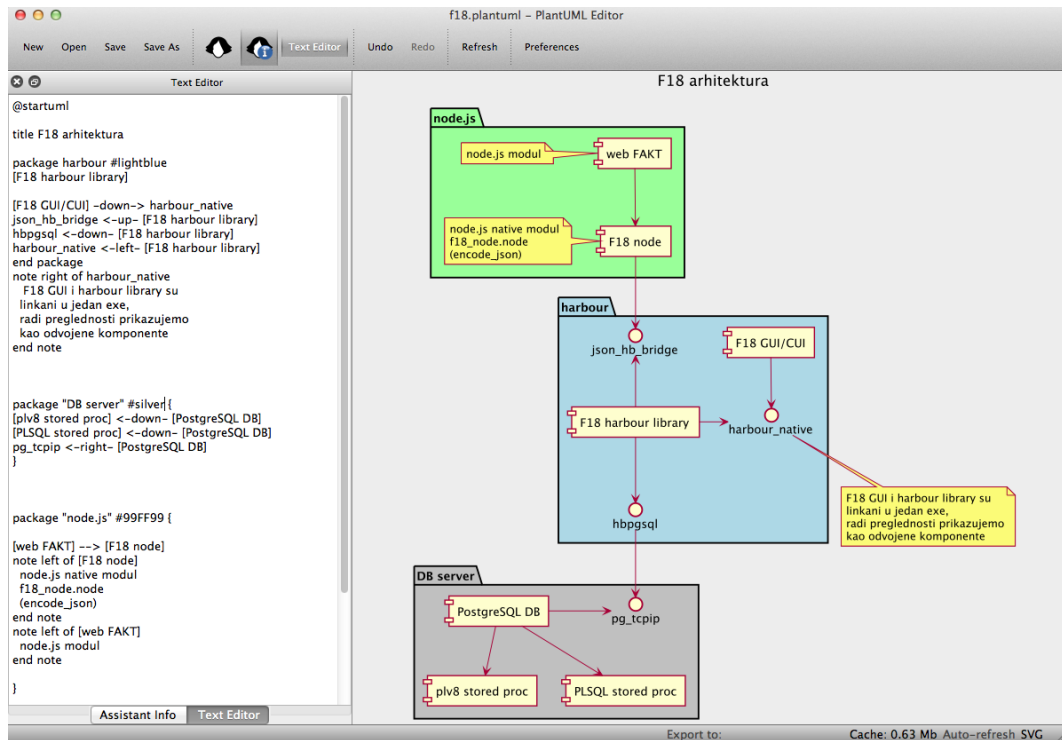 f18.plantuml – PlantUML Editor
New Open Save Save As Text Editor Undo Redo Refresh Preferences
Text Editor
@startuml
title F18 arhitektura
package harbour #lightblue
[F18 harbour library]
[F18 GUI/CUI] -down-> harbour_native
json_hb_bridge <-up- [F18 harbour library]
hbpgsql <-down- [F18 harbour library]
harbour_native <-left- [F18 harbour library]
end package
note right of harbour_native
F18 GUI i harbour library su
linkani u jedan exe,
radi preglednosti prikazujemo
kao odvojene komponente
end note
package "DB server" #silver{
[plv8 stored proc] <-down- [PostgreSQL DB]
[PLSQL stored proc] <-down- [PostgreSQL DB]
pg_tcpip <-right- [PostgreSQL DB]
}
package "node.js" #99FF99 {
[web FAKT] --> [F18 node]
note left of [F18 node]
node.js native modul
f18_node.node
(encode_json)
end note
note left of [web FAKT]
node.js modul
end note
}
Assistant Info Text Editor
F18 arhitektura
node.js
node.js modul
web FAKT
node.js native modul
f18_node.node
(encode_json)
F18 node
harbour
json_hb_bridge
F18 GUI/CUI
F18 harbour library
harbour_native
hbpgsql
F18 GUI i harbour library su
linkani u jedan exe,
radi preglednosti prikazujemo
kao odvojene komponente
DB server
PostgreSQL DB
pg_tcpip
plv8 stored proc
PLSQL stored proc
Export to: Cache: 0.63 Mb Auto-refresh SVG